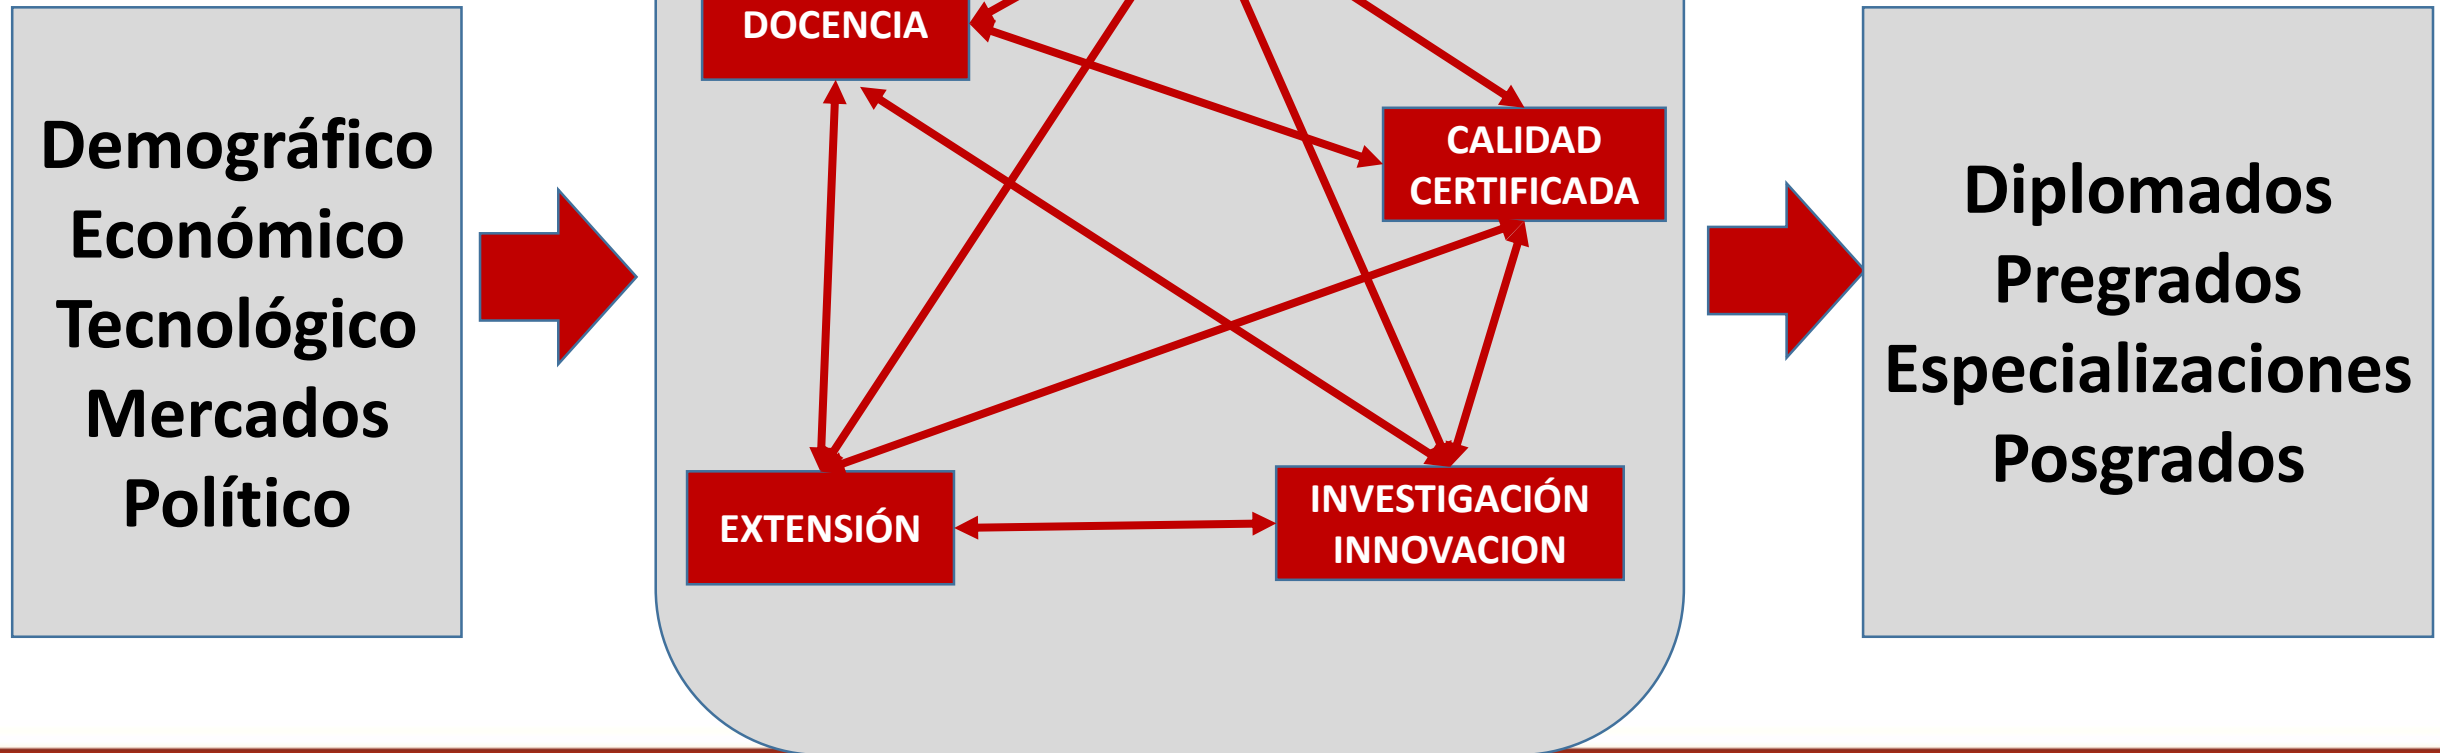 Demográfico
Económico
Tecnológico
Mercados
Político
DOCENCIA
CALIDAD
CERTIFICADA
EXTENSIÓN
INVESTIGACIÓN
INNOVACION
Diplomados
Pregrados
Especializaciones
Posgrados